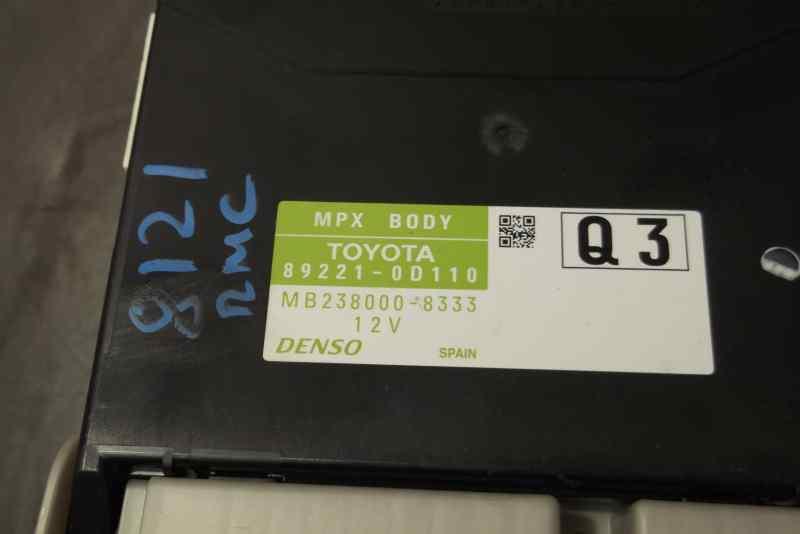 8121
RMC
MPX BODY
TOYOTA
89221-0D110
MB238000-8333
12V
DENSO
SPAIN
Q3